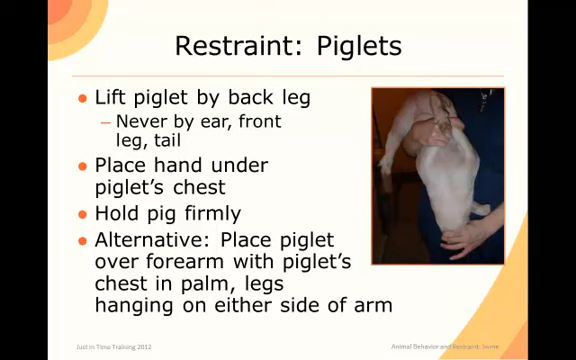 Restraint: Piglets
Lift piglet by back leg
– Never by ear, front
leg, tail
Place hand under
piglet's chest
Hold pig firmly
Alternative: Place piglet
over forearm with piglet's
chest in palm, legs
hanging on either side of arm
Just in Time Training 2012
Animal Behavior and Restraint: Swine